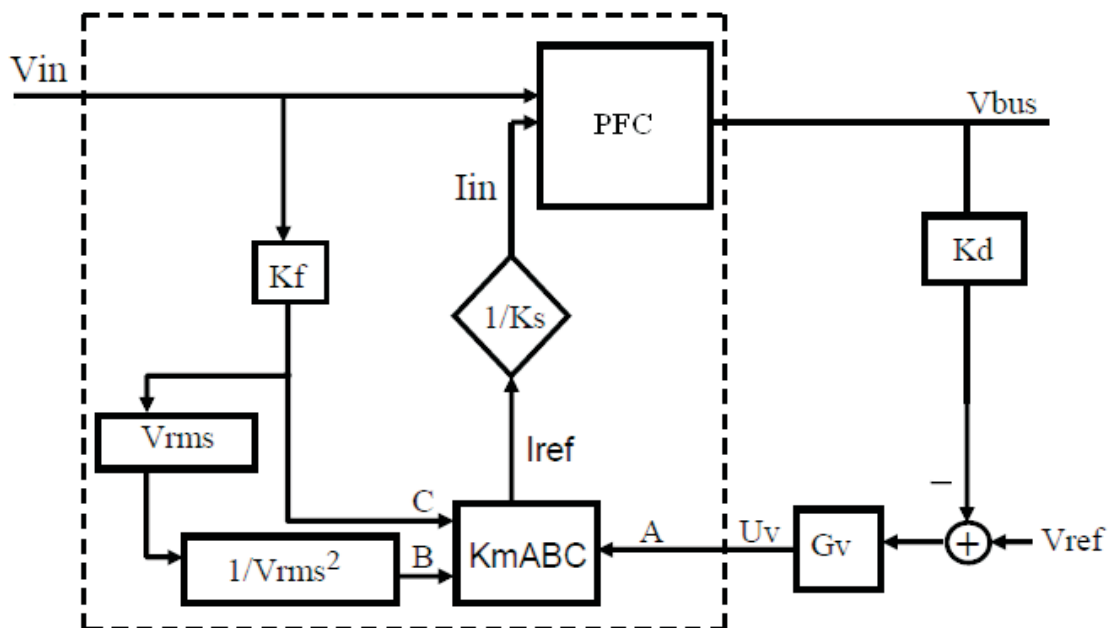 Vin
PFC
Vbus
Iin
Kf
Kd
1/Ks
Vrms
Iref
–
C
A
Uv
Gv
+
Vref
B
KmABC
1/Vrms²